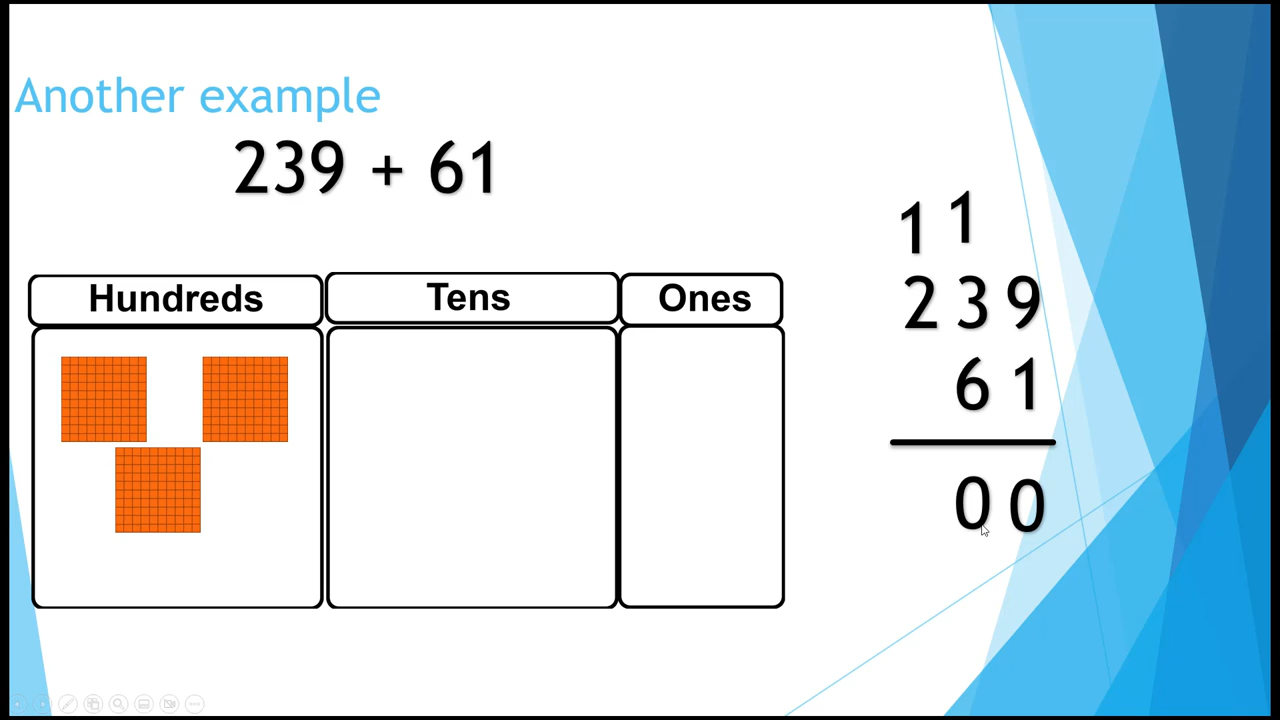 Another example
239 + 61
Hundreds Tens Ones
1 1
2 3 9
6 1
0 0